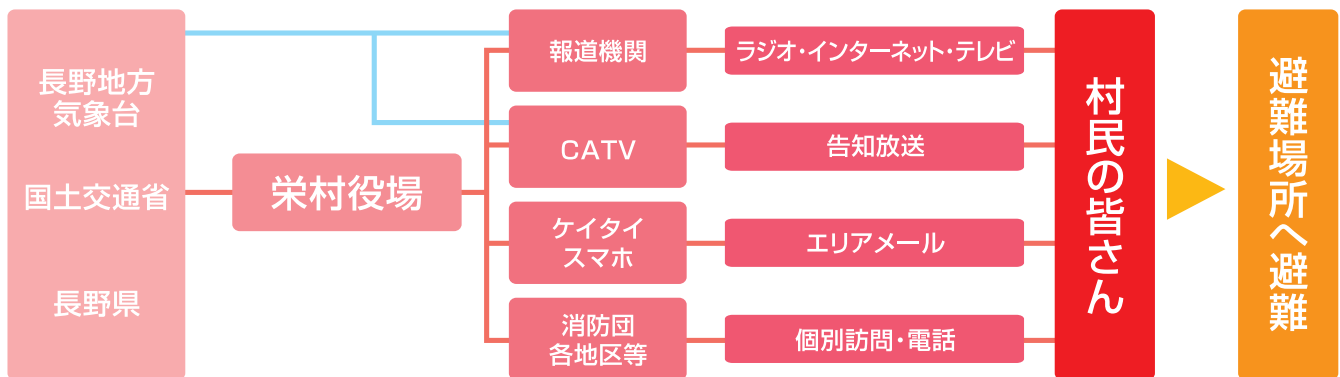 長野地方
気象台
国土交通省
長野県
栄村役場
報道機関
CATV
ケイタイ
スマホ
消防団
各地区等
ラジオ・インターネット・テレビ
告知放送
エリアメール
個別訪問・電話
村民の皆さん
避難場所へ避難